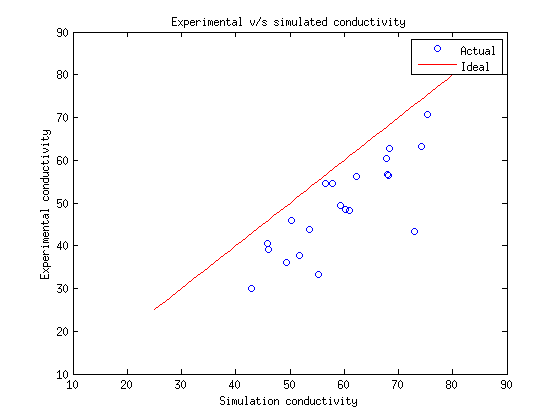 Experimental v/s simulated conductivity
90
80
70
60
50
40
30
20
10
Experimental conductivity
Actual
Ideal
10 20 30 40 50 60 70 80 90
Simulation conductivity